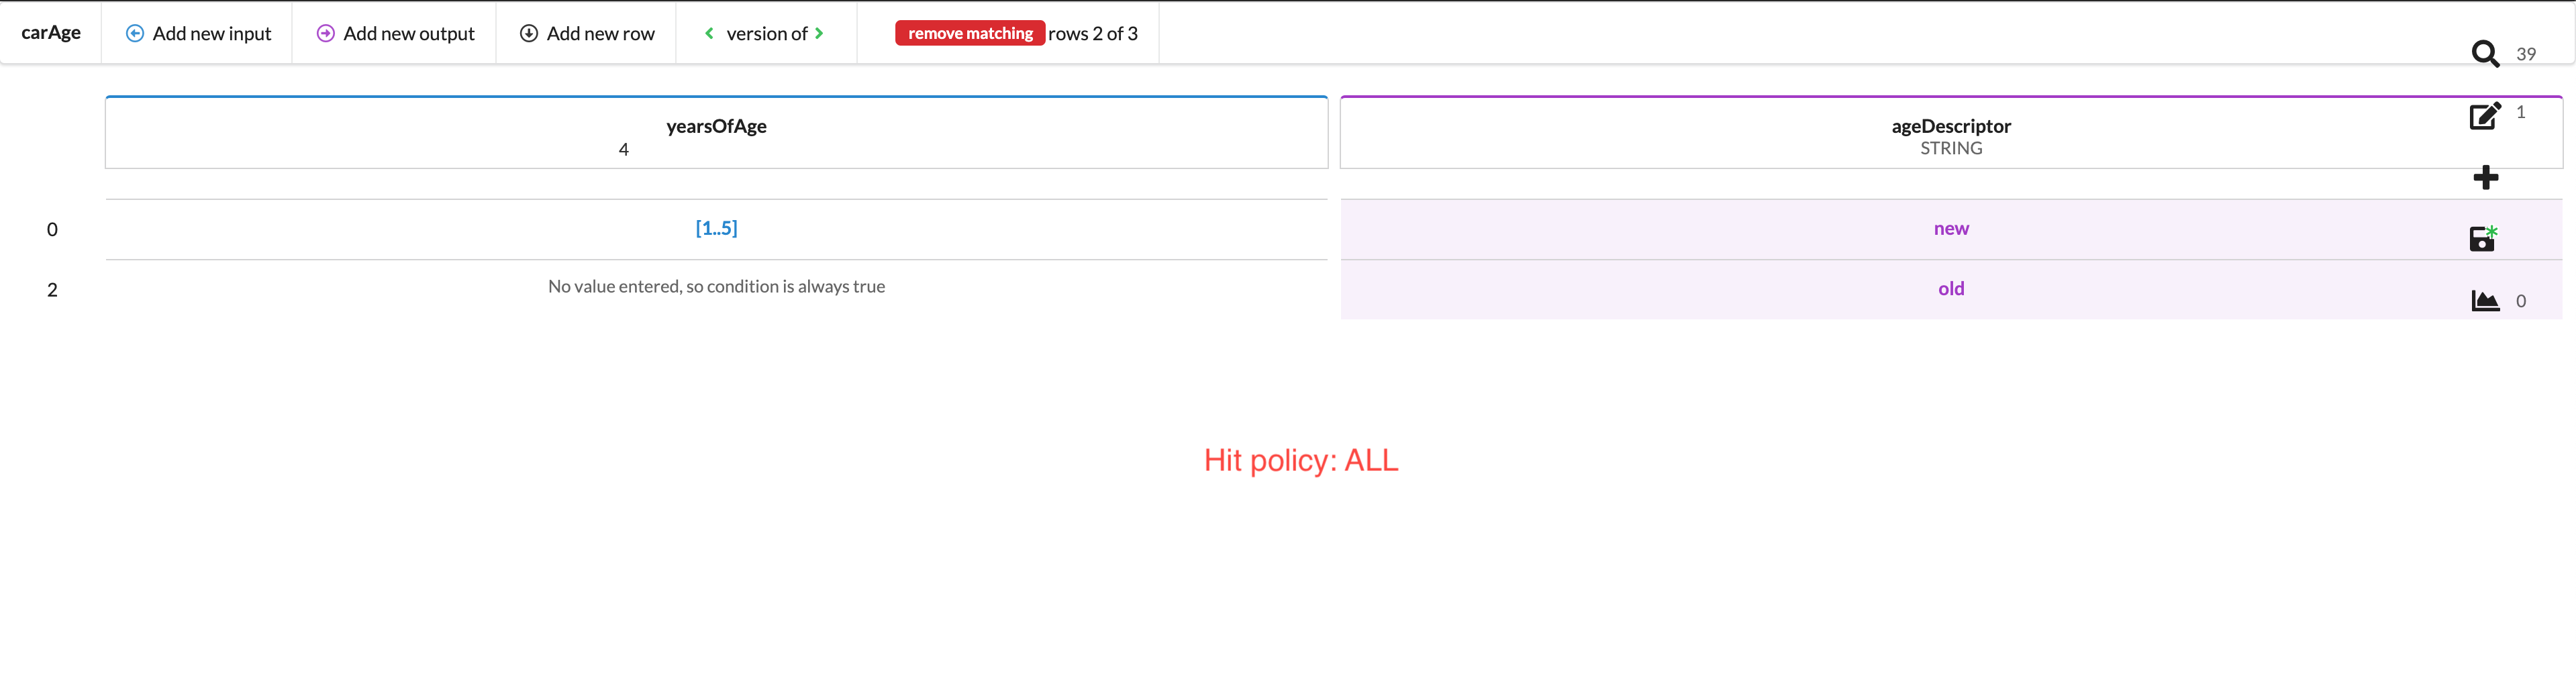 carAge Add new input Add new output Add new row version of remove matching rows 2 of 3
39
yearsOfAge ageDescriptor 1
4 STRING
0 [1..5] new
2 No value entered, so condition is always true old 0
Hit policy: ALL